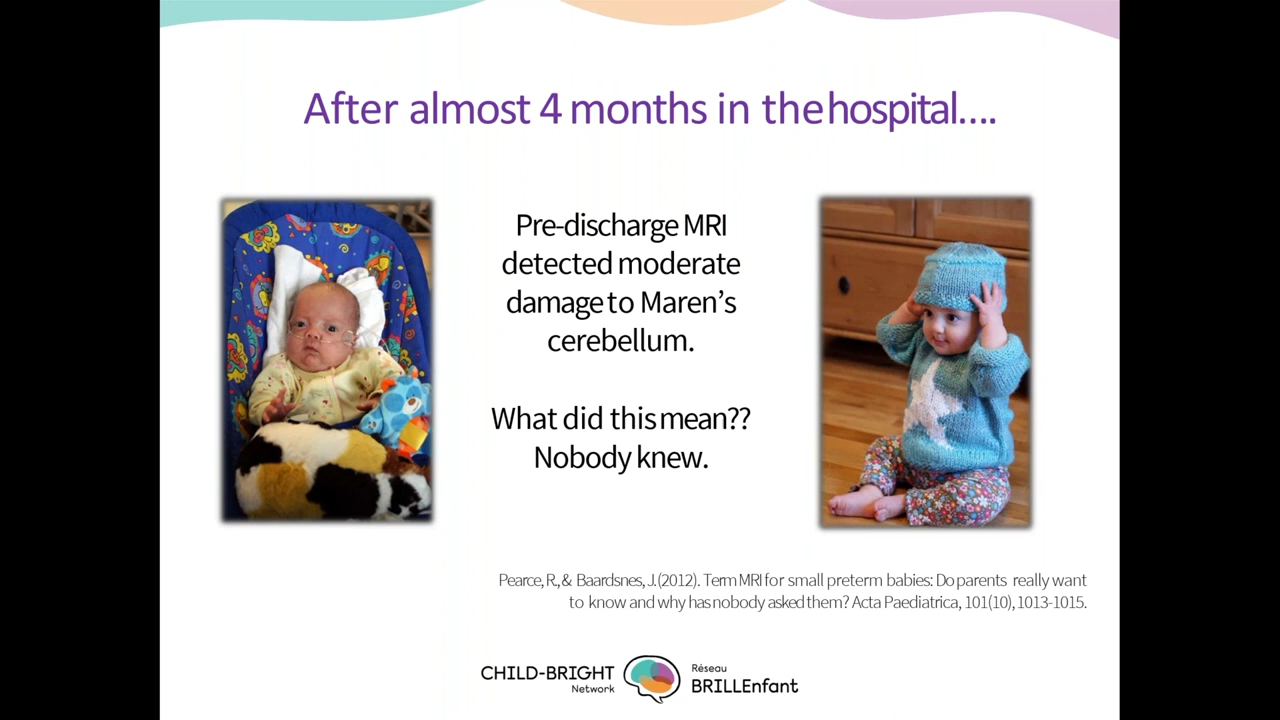 After almost 4 months in the hospital....
Pre-discharge MRI
detected moderate
damage to Maren's
cerebellum.
What did this mean??
Nobody knew.
Pearce, R., & Baardsnes, J. (2012). Term MRI for small preterm babies: Do parents really want
to know and why has nobody asked them? Acta Paediatrica, 101(10), 1013-1015.
CHILD-BRIGHT
Network
Réseau
BRILLEnfant